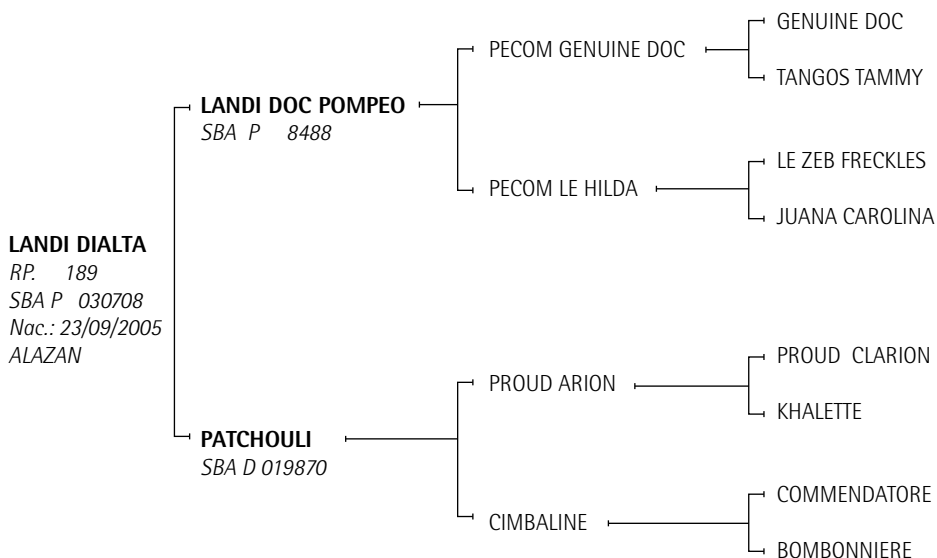 GENUINE DOC
PECOM GENUINE DOC
TANGOS TAMMY
LANDI DOC POMPEO
SBA P 8488
LE ZEB FRECKLES
PECOM LE HILDA
JUANA CAROLINA
LANDI DIALTA
RP. 189
SBA P 030708
Nac.: 23/09/2005
ALAZAN
PROUD CLARION
PROUD ARION
KHALETTE
PATCHOULI
SBA D 019870
COMMENDATORE
CIMBALINE
BOMBONNIERE